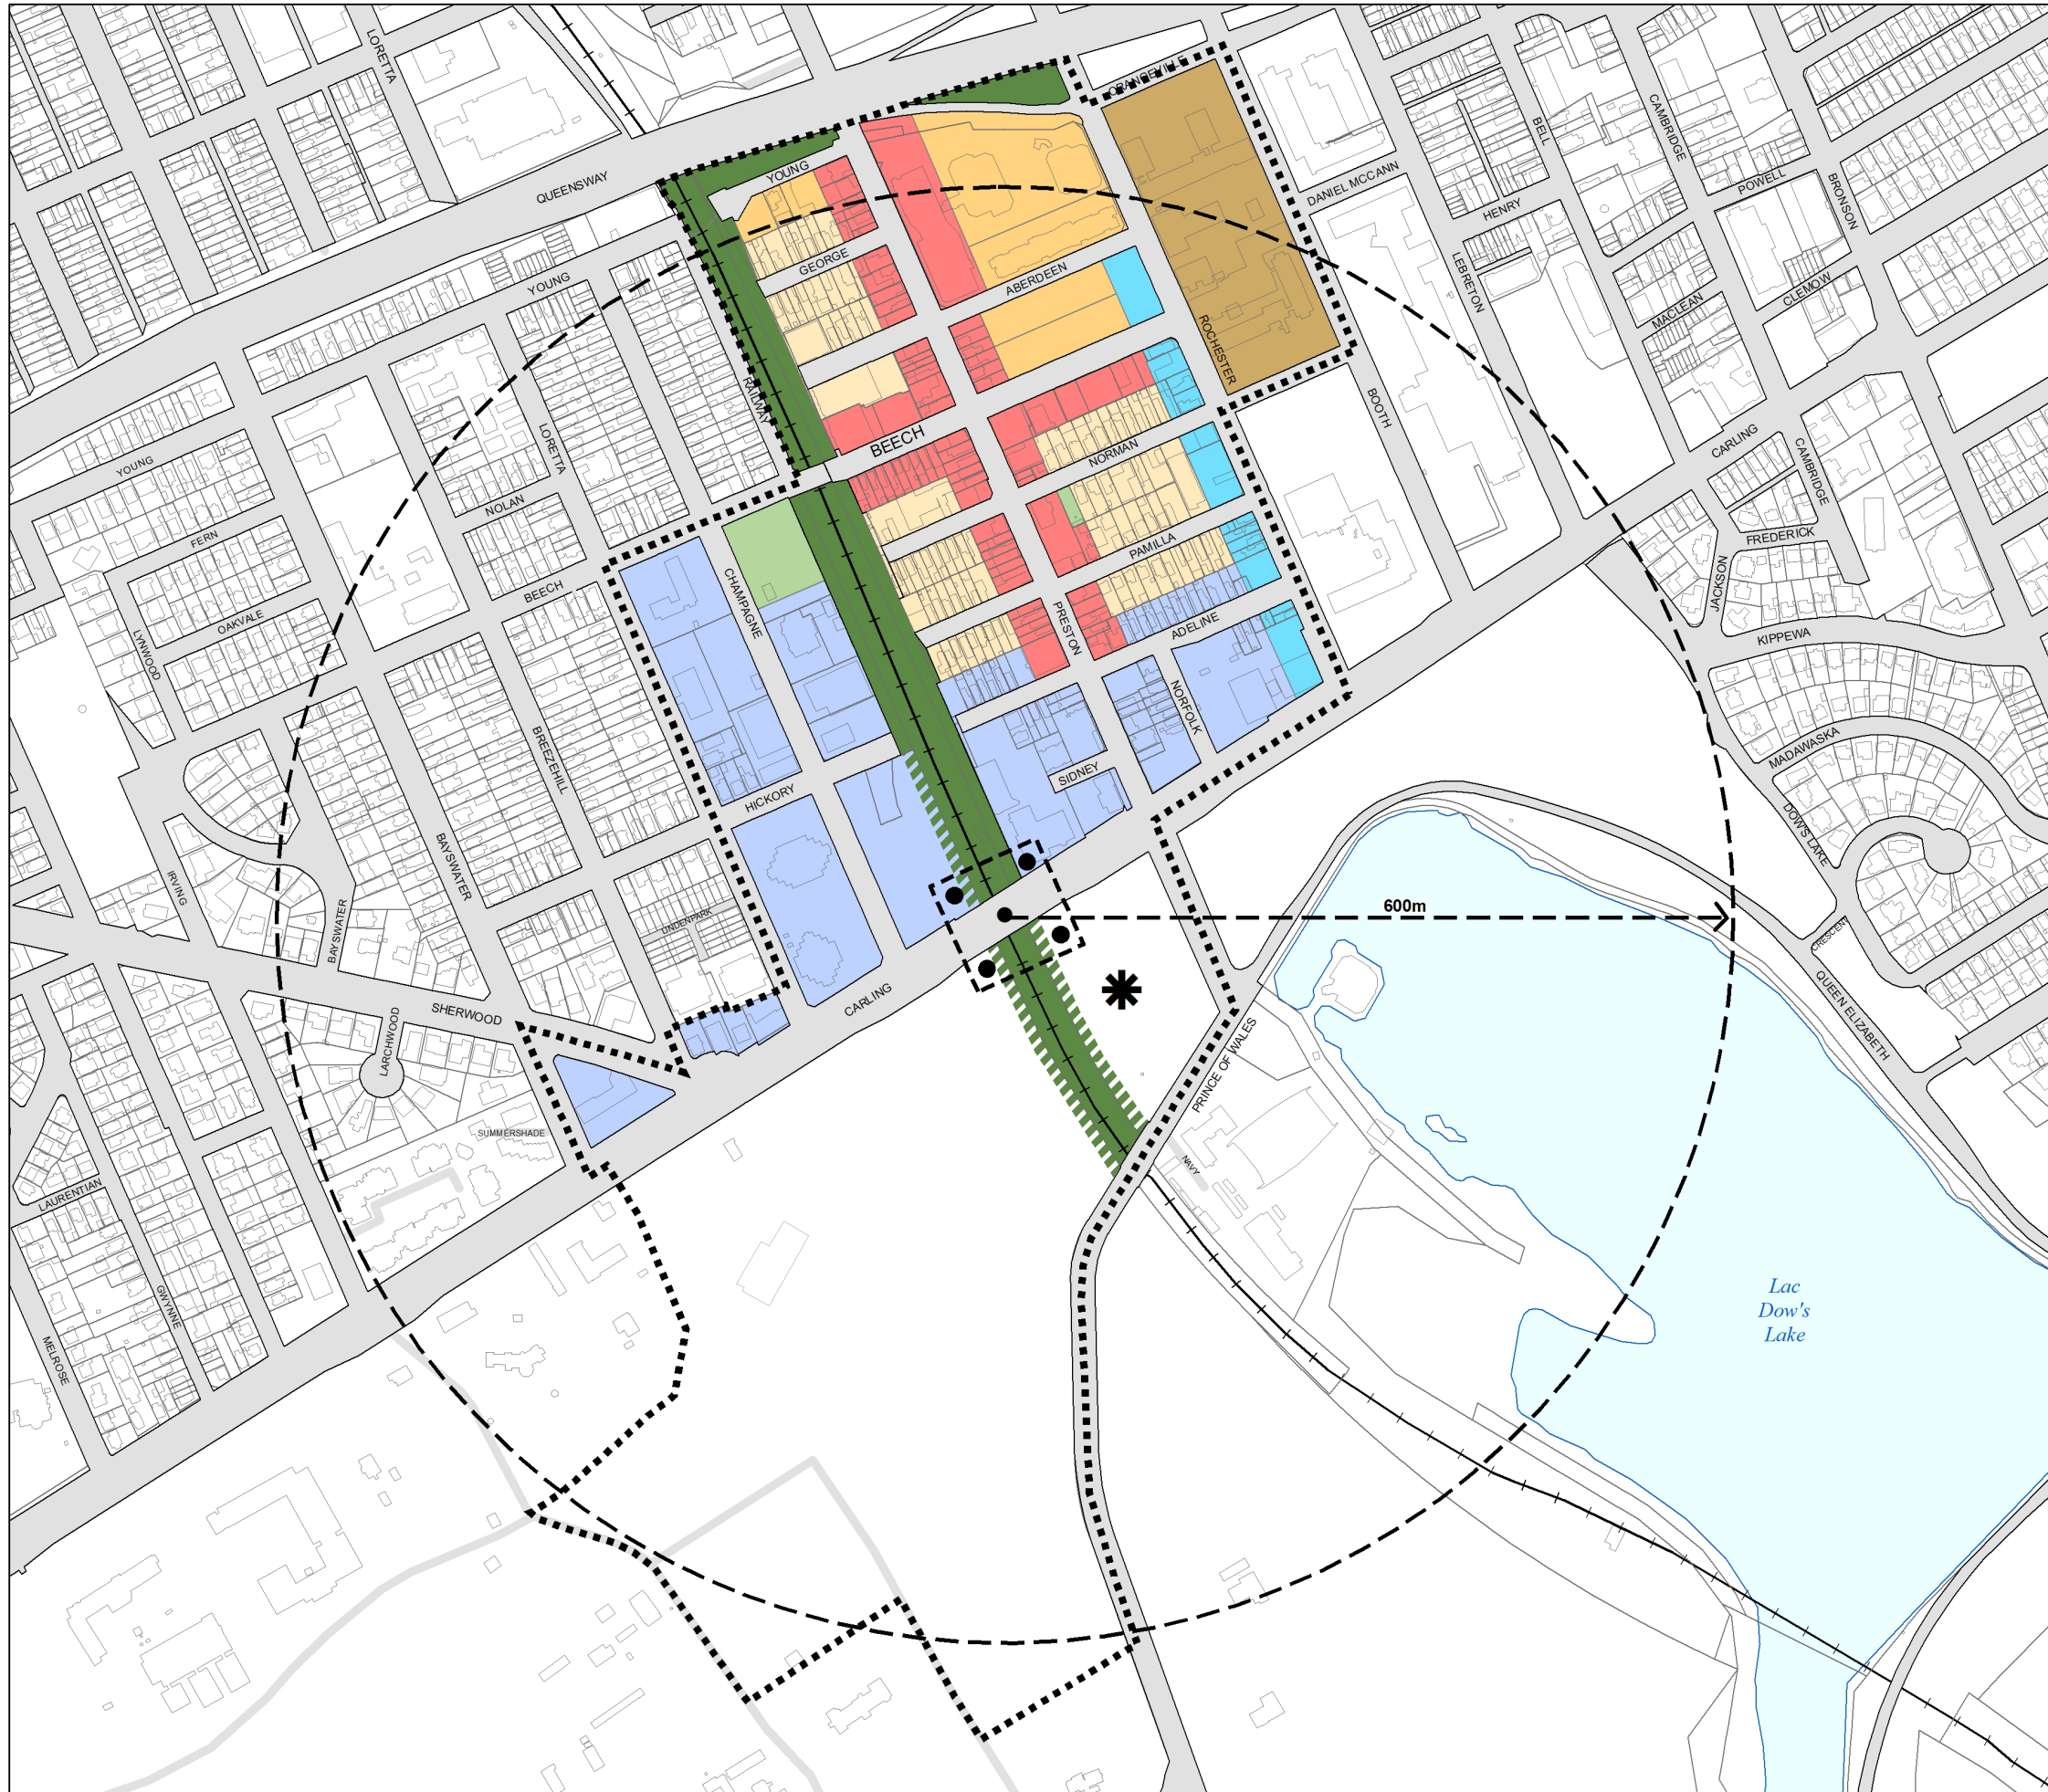 LORETTA
QUEENSWAY
YOUNG
ORANGEVILLE
CAMBRIDGE
BELL
POWELL
BRONSON
DANIEL MCCANN
HENRY
GEORGE
ABERDEEN
YOUNG
LEBRETON
CLEMOW
MACLEAN
ROCHESTER
RAILWAY
BOOTH
BEECH
LORETTA
YOUNG
NORMAN
CARLING
CAMBRIDGE
NOLAN
FERN
PAMILLA
FREDERICK
JACKSON
BEECH
CHAMPAGNE
OAKVALE
LYNWOOD
PRESTON
ADELINE
KIPPEWA
NORFOLK
BREEZEHILL
MADAWASKA
SIDNEY
HICKORY
DOW'S LAKE
BAYSWATER
IRVING
600m
LINDENPARK
BAYSWATER
CRESCENT
CARLING
QUEEN ELIZABETH
SHERWOOD
LARCHWOOD
PRINCE OF WALES
SUMMERSHADE
NAVY
LAURENTIAN
GWYNNE
MELROSE
Lac
Dow's
Lake